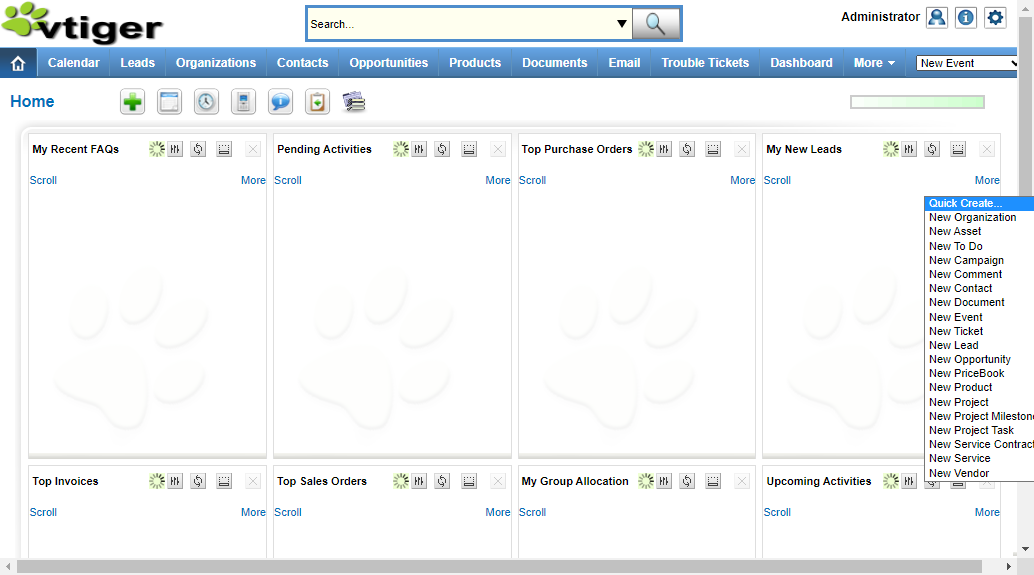 vtiger
Search...
Administrator
Calendar Leads Organizations Contacts Opportunities Products Documents Email Trouble Tickets Dashboard More New Event
Home
My Recent FAQs Pending Activities Top Purchase Orders My New Leads
Scroll More Scroll More Scroll More Scroll More
Quick Create...
New Organization
New Asset
New To Do
New Campaign
New Comment
New Contact
New Document
New Event
New Ticket
New Lead
New Opportunity
New PriceBook
New Product
New Project
New Project Mileston
New Project Task
New Service Contract
New Service
New Vendor
Top Invoices Top Sales Orders My Group Allocation Upcoming Activities
Scroll More Scroll More Scroll More Scroll More